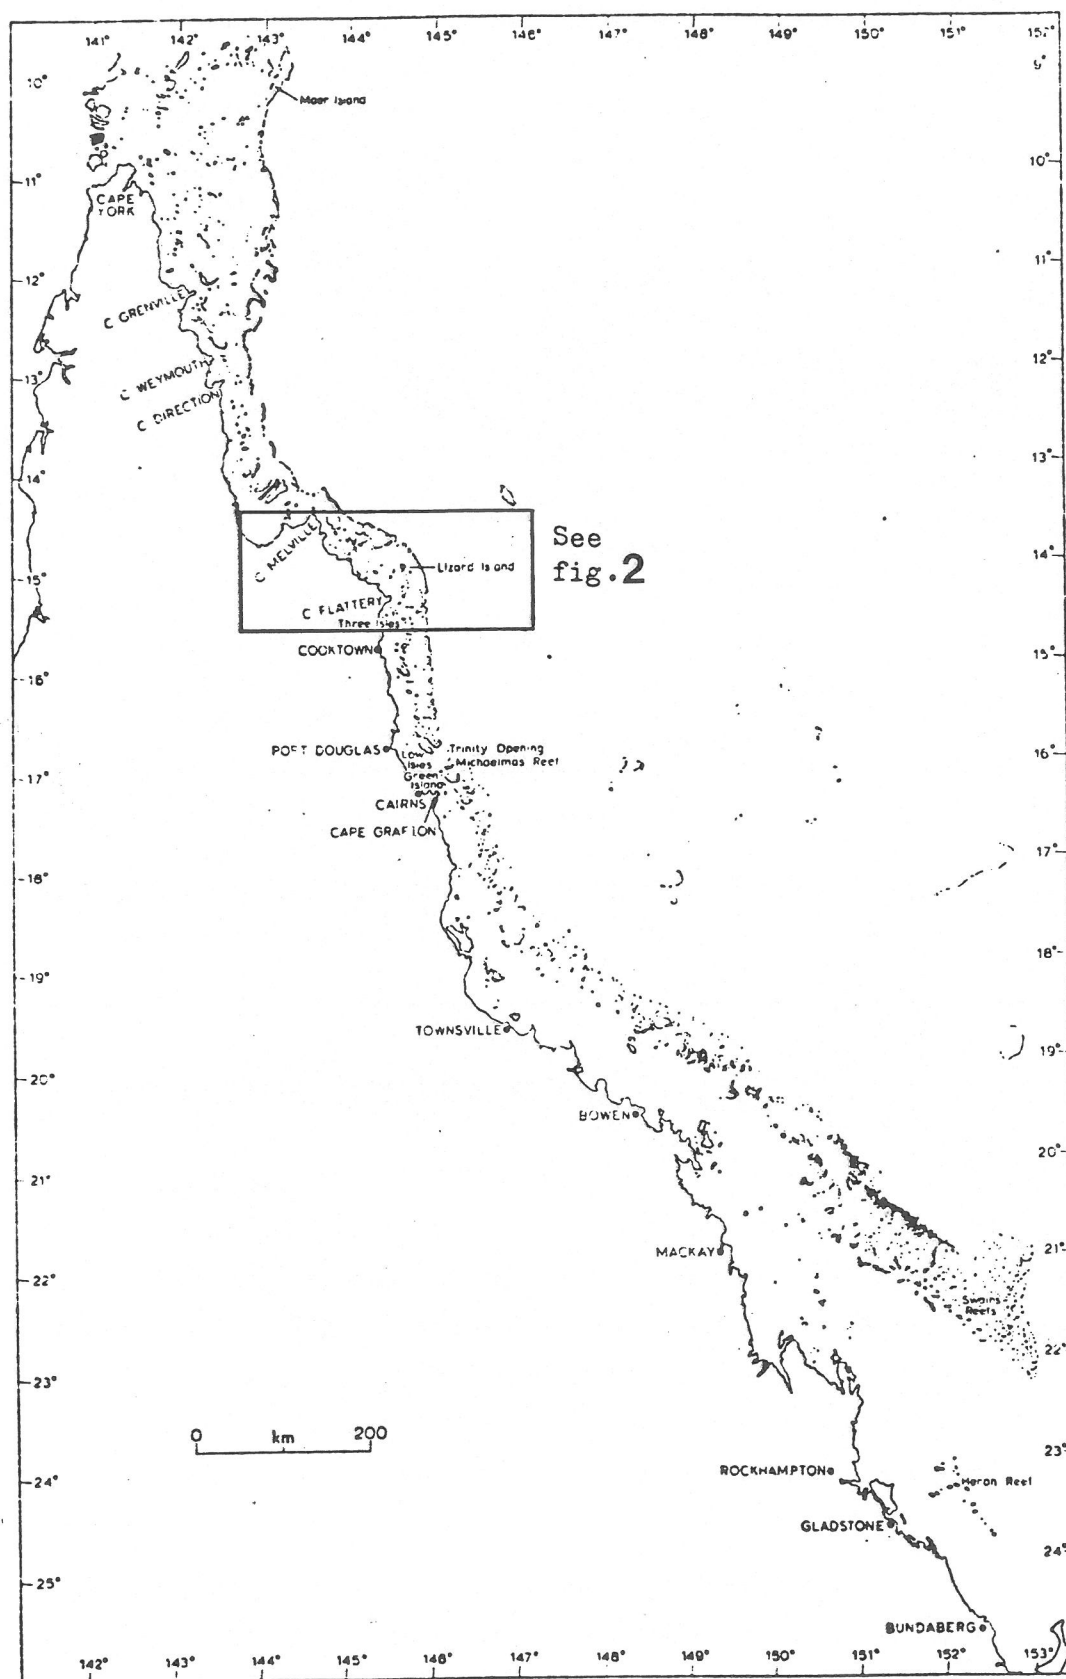 141° 142° 143° 144° 145° 146° 147° 148° 149° 150° 151° 152°
9°
10°
Maer Island
10°
11°
CAPE
YORK
11°
12°
C GRENVILLE
12°
C WEYMOUTH
13°
C DIRECTION
13°
14°
See
fig.2
C MELVILLE
14°
Lizard Island
15°
C FLATTERY
Three Isles
COOKTOWN
15°
16°
PORT DOUGLAS
Trinity Opening
16°
Low
Isles
Michaelmas Reef
Green
Island
17°
CAIRNS
CAPE GRAFTON
17°
18°
18°
19°
TOWNSVILLE
19°
20°
BOWEN
20°
21°
MACKAY
21°
22°
Swains
Reefs
22°
23°
0 km 200
23°
ROCKHAMPTON
24°
Heron Reef
GLADSTONE
24°
25°
BUNDABERG
142° 143° 144° 145° 146° 147° 148° 149° 150° 151° 152° 153°